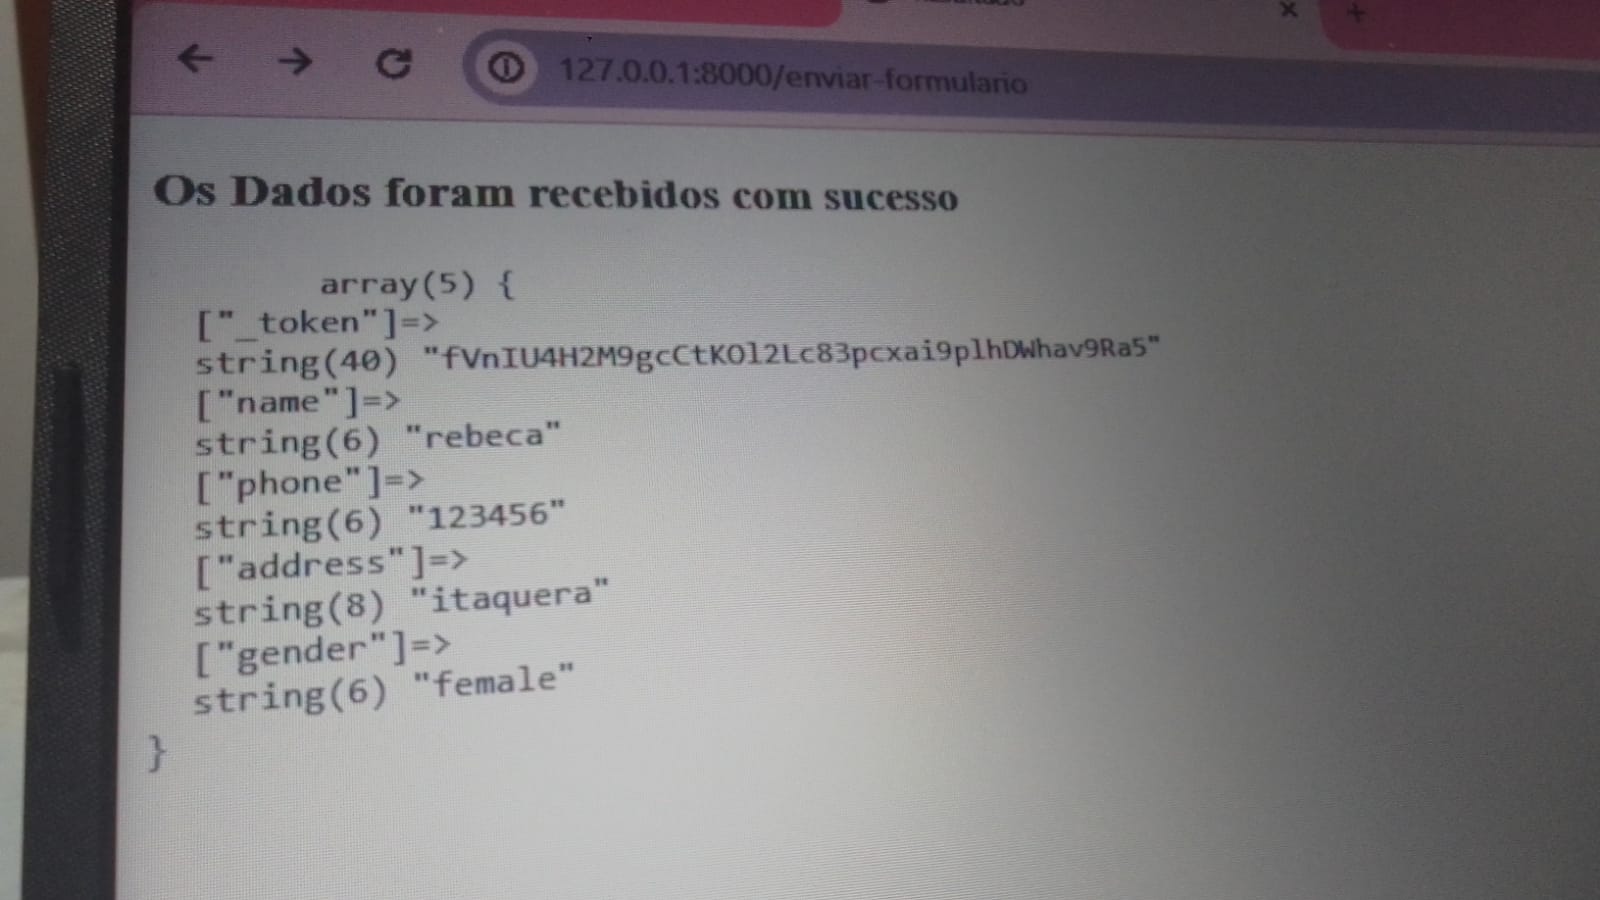 127.0.0.1:8000/enviar-formulario
Os Dados foram recebidos com sucesso
array(5) {
["_token"]=>
string(40) "fVnIU4H2M9gcCtKOl2Lc83pcxai9plhDWhav9Ra5"
["name"]=>
string(6) "rebeca"
["phone"]=>
string(6) "123456"
["address"]=>
string(8) "itaquera"
["gender"]=>
string(6) "female"
}